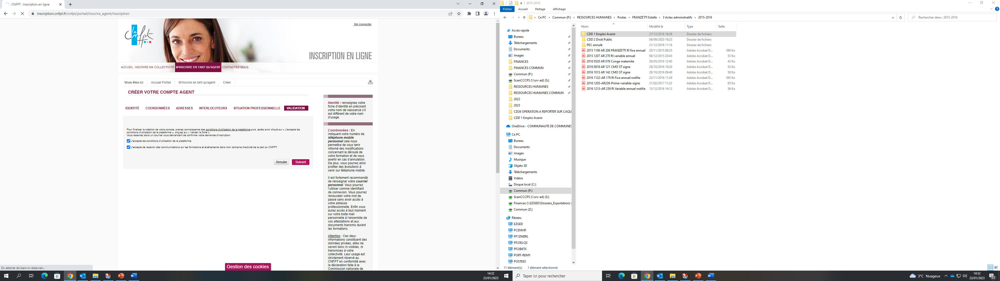 CNFPT : Inscription en ligne
inscription.cnfpt.fr/cnfpt/portail/inscrire_agent/inscription
Me connecter
cnfpt
INSCRIPTION EN LIGNE
ACCUEIL INSCRIRE MA COLLECTIVITÉ M'INSCRIRE EN TANT QU'AGENT CONTACTEZ-NOUS
Vous êtes ici Accueil Portail M'inscrire en tant qu'agent Créer
CRÉER VOTRE COMPTE AGENT
IDENTITÉ COORDONNÉES ADRESSES INTERLOCUTEURS SITUATION PROFESSIONNELLE VALIDATION
Pour finaliser la création de votre compte, prenez connaissance des conditions d'utilisation de la plateforme puis, après avoir cliqué sur « J'accepte les
conditions d'utilisation de la plateforme », cliquez sur « Valider la fiche ».
Vous recevrez alors un courriel vous demandant de confirmer votre demande d'inscription.
J'accepte les conditions d'utilisation de la plateforme.
J'accepte de recevoir des communications sur les formations et événements dans mon domaine d'activité de la part du CNFPT.
Annuler Suivant
Identité : renseignez votre
fiche d'identité en précisant
votre nom de naissance s'il
est différent de votre nom
d'usage.
Coordonnées : En
indiquant votre numéro de
téléphone mobile
personnel cela nous
permettra de vous tenir
informé des modifications
concernant le déroulé de
votre formation et de vous
avertir en cas d'annulation.
De plus, vous pourrez ainsi
profiter des évolutions à
venir sur téléphone mobile.
Il est fortement recommandé
de renseigner votre courriel
personnel. Vous pourrez
l'utiliser comme identifiant
de connexion. Vous pourrez
renouveler votre mot de
passe sans avoir accès à
votre adresse
professionnelle. Enfin vous
aurez accès à tout moment
sur votre boite mail
personnelle à l'ensemble de
vos attestations et aux
documents transmis durant
les formations.
Attention : Ces deux
informations constituent des
données privées, elles ne
seront donc ni visibles, ni
transmises à votre
collectivité. Leur usage est
strictement réservé au
CNFPT en conformité avec
la déclaration faite à la
Commission nationale de
Gestion des cookies
En attente de bam.nr-data.net...
14:32
23/01/2023
2015-2016
Fichier Accueil Partage Affichage
Ce PC Commun (P:) RESSOURCES HUMAINES Postes FRANZETTI Estelle 3 Actes administratifs 2015-2016
Rechercher dans : 2015-2016
Accès rapide
Bureau
Téléchargements
Documents
Images
FINANCES
FINANCES COMMUN
Commun (P:)
ScanCCCPS (\\srv-ad) (S:)
RESSOURCES HUMAINES
RESSOURCES HUMAINES COMMUN
2022
2023
CD26 OPERATION A REPORTER SUR CAQU
CDD 1 Emploi Avenir
OneDrive - COMMUNAUTE DE COMMUNES
Ce PC
Bureau
Documents
Images
Musique
Objets 3D
Téléchargements
Vidéos
Disque local (C:)
Commun (P:)
ScanCCCPS (\\srv-ad) (S:)
Finances (\\EZGED\Dossiers_Exportation) (
Commun (Z:)
Réseau
EZGED
PCENVIR
PF1ZM8RL
PF23ELQS
PF2JB6TX
PORT-REMY
POSTE83
Nom Modifié le Type Taille
CDD 1 Emploi Avenir 27/12/2018 16:28 Dossier de fichiers
CDD 2 Droit Public 04/09/2020 16:23 Dossier de fichiers
PEC annulé 21/12/2018 11:16 Dossier de fichiers
2015 1106 AR 206 FRANZETTI RI fixe annuel 20/11/2015 08:35 Adobe Acrobat D... 396 Ko
2015 1207 AR 270 RI variable annuel 08/12/2015 20:43 Adobe Acrobat D... 53 Ko
2016 0520 AR 076 Conge maternite 30/05/2016 12:40 Adobe Acrobat D... 42 Ko
2016 0918 AR 121 CMO ST signe 28/10/2016 10:20 Adobe Acrobat D... 55 Ko
2016 1013 AR 142 CMO ST signe 28/10/2016 09:40 Adobe Acrobat D... 58 Ko
2016 1122-AR 179 RI Fixe annuel notifie 22/11/2016 11:29 Adobe Acrobat D... 395 Ko
2016 1205-AR239-Prime-variable-signe 21/02/2017 11:22 Adobe Acrobat D... 65 Ko
2016 1213-AR 239 RI Variable annuel notifie 13/12/2016 14:12 Adobe Acrobat D... 56 Ko
11 élément(s) 1 élément sélectionné
Taper ici pour rechercher
3°C Nuageux
14:32
23/01/2023
22